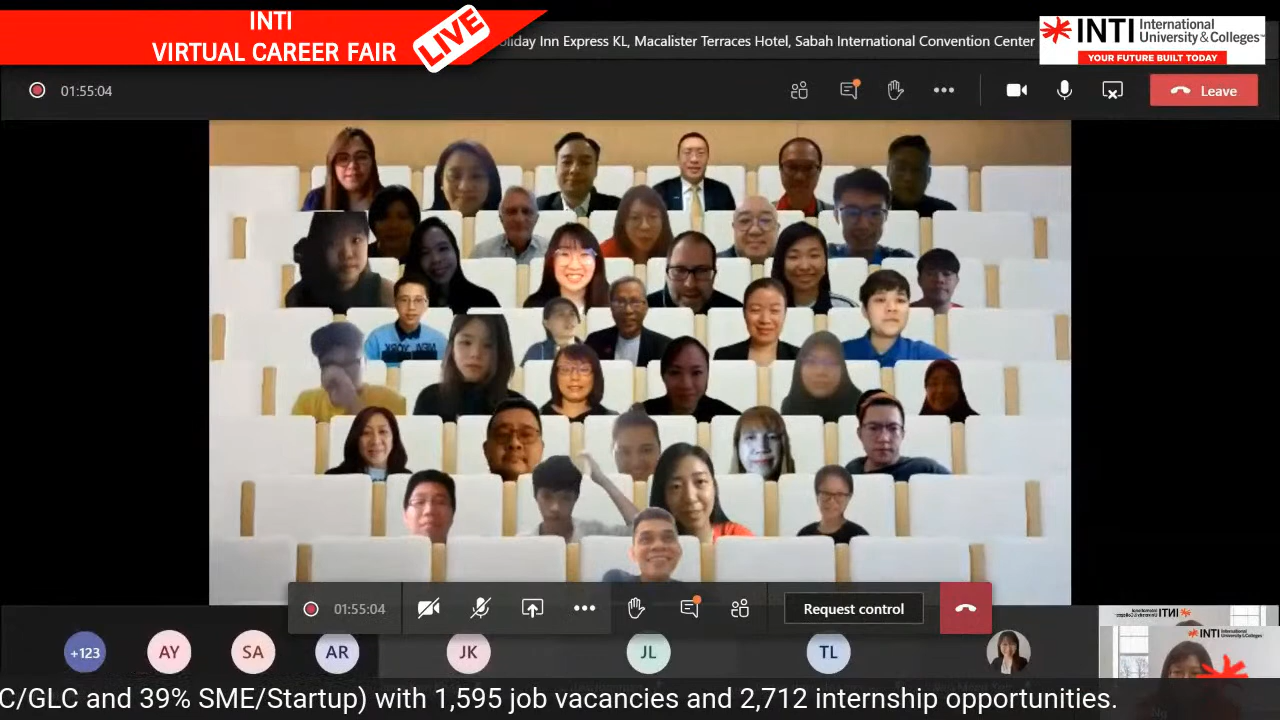 INTI
VIRTUAL CAREER FAIR
LIVE
liday Inn Express KL, Macalister Terraces Hotel, Sabah International Convention Center
INTI International University & Colleges
YOUR FUTURE BUILT TODAY
01:55:04
Leave
01:55:04
Request control
+123
AY
SA
AR
JK
JL
TL
INTI
C/GLC and 39% SME/Startup) with 1,595 job vacancies and 2,712 internship opportunities.